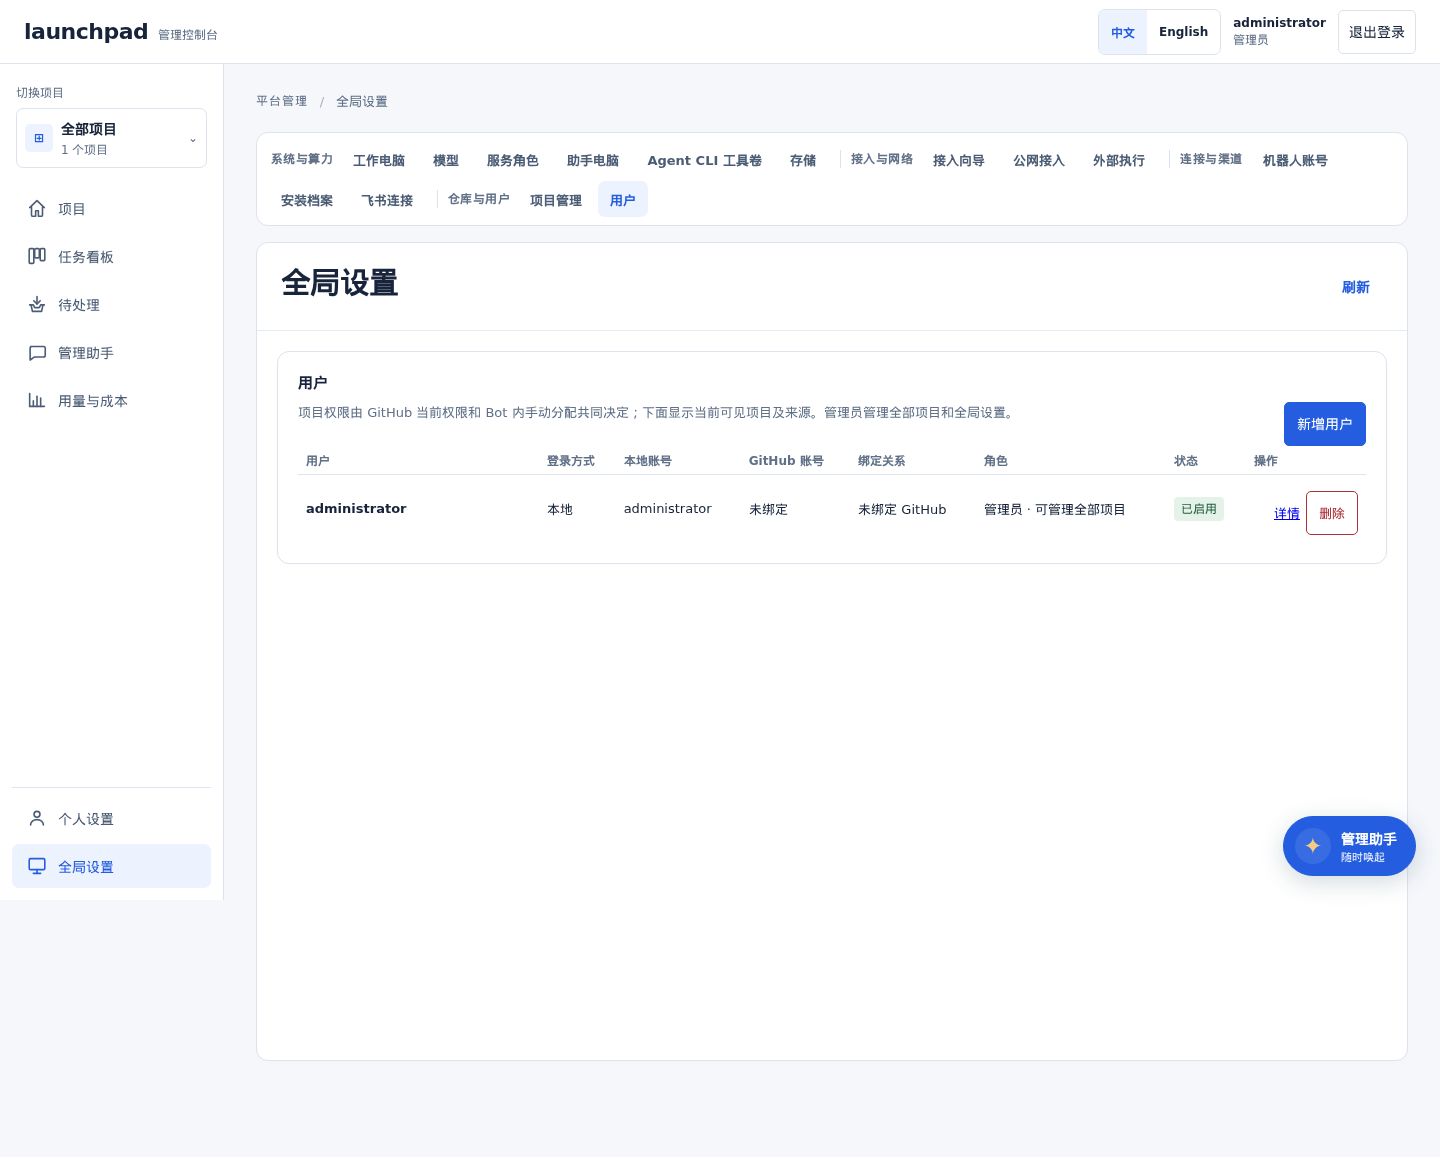 launchpad 管理控制台
中文 English
administrator
管理员
退出登录
切换项目
全部项目
1 个项目
项目
任务看板
待处理
管理助手
用量与成本
个人设置
全局设置
平台管理 / 全局设置
系统与算力 工作电脑 模型 服务角色 助手电脑 Agent CLI 工具卷 存储 接入与网络 接入向导 公网接入 外部执行 连接与渠道 机器人账号
安装档案 飞书连接 仓库与用户 项目管理 用户
全局设置
刷新
用户
项目权限由 GitHub 当前权限和 Bot 内手动分配共同决定；下面显示当前可见项目及来源。管理员管理全部项目和全局设置。
新增用户
用户 登录方式 本地账号 GitHub 账号 绑定关系 角色 状态 操作
administrator 本地 administrator 未绑定 未绑定 GitHub 管理员 · 可管理全部项目 已启用 详情 删除
管理助手
随时唤起